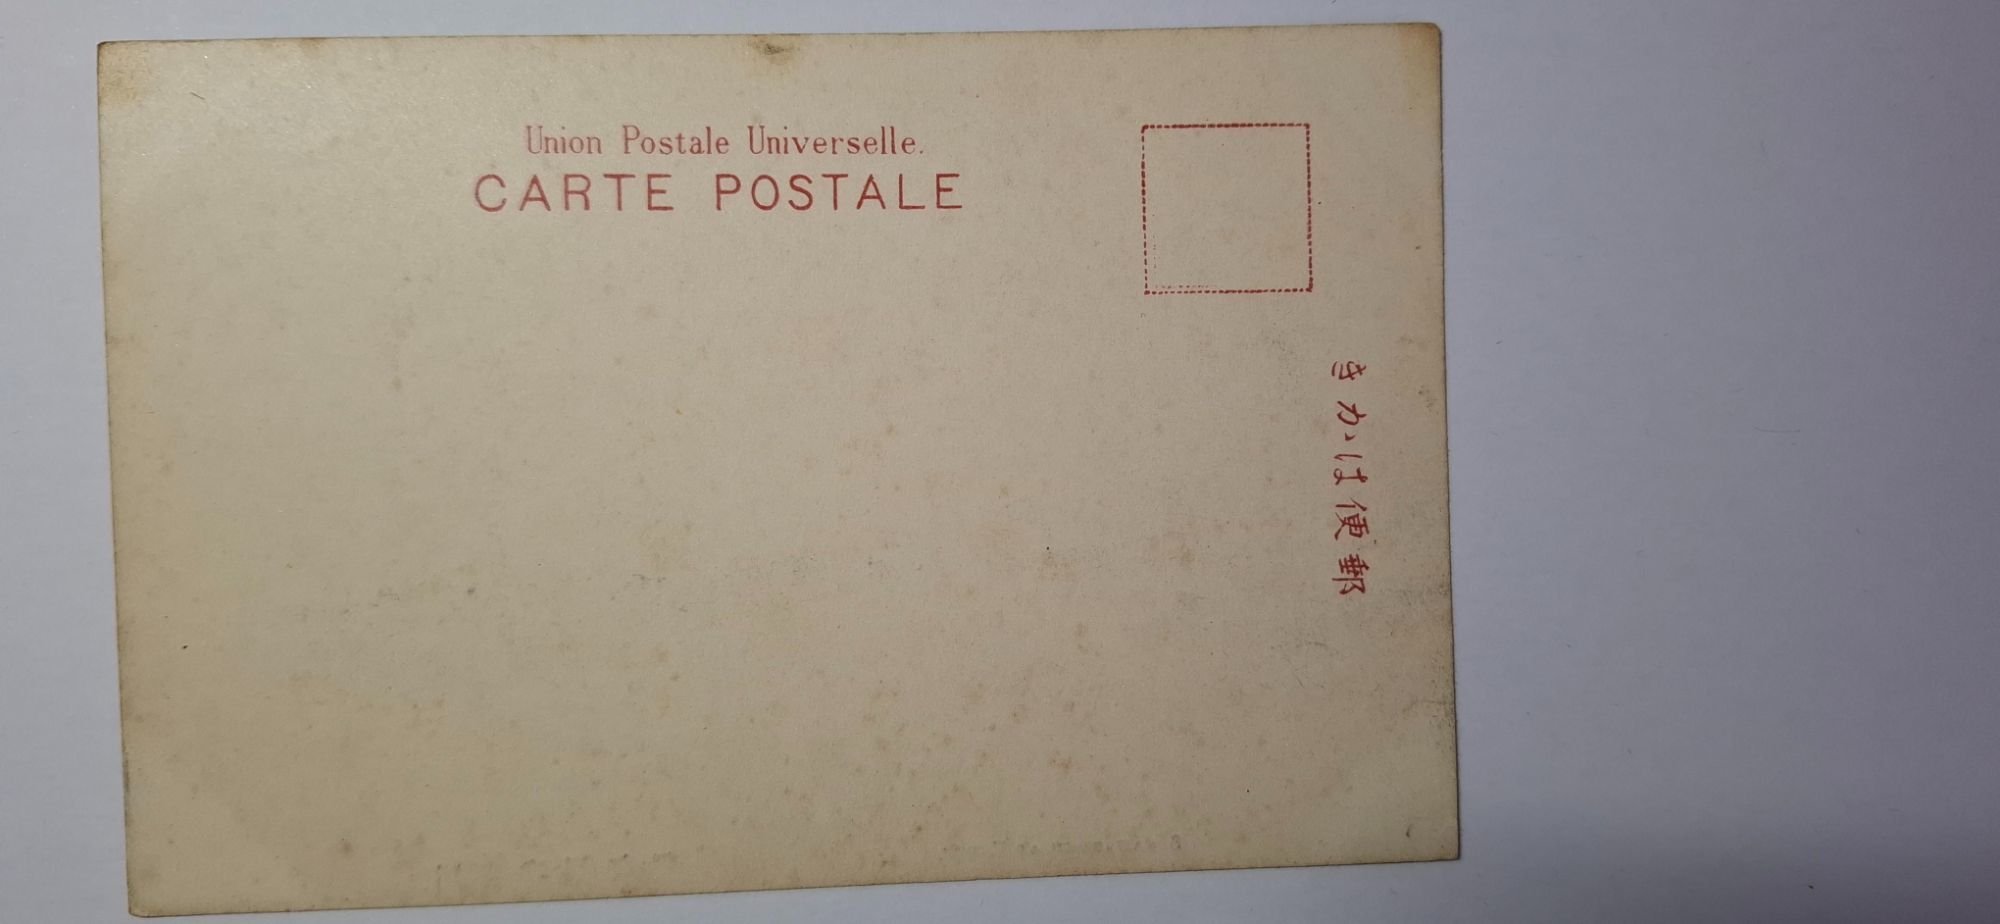 Union Postale Universelle.
CARTE POSTALE
郵便はがき